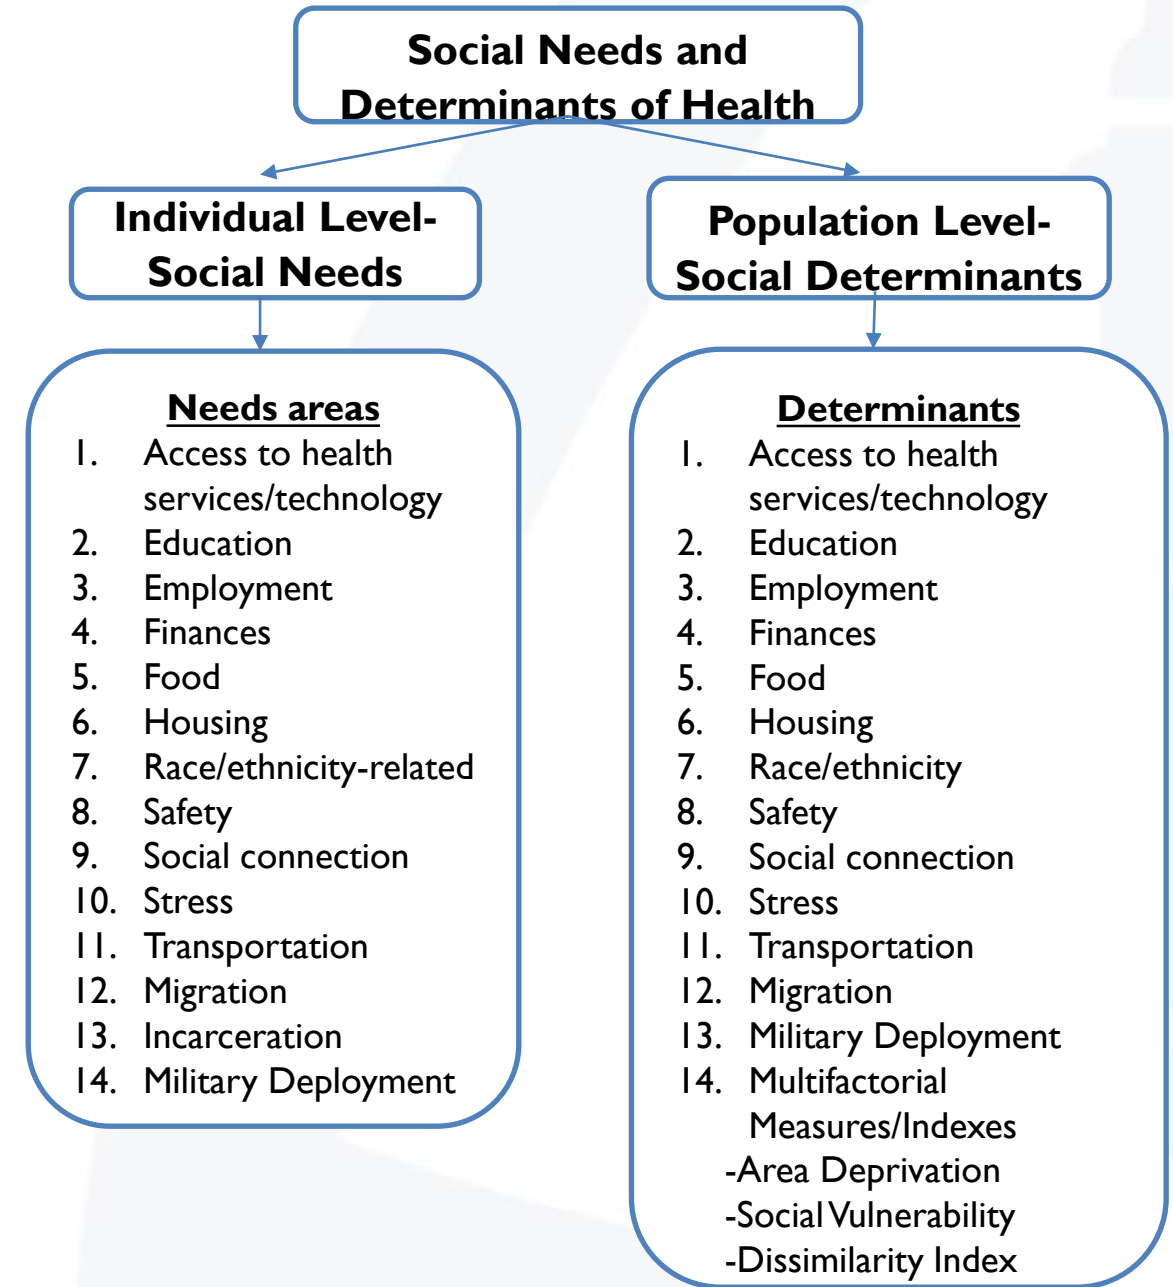 Social Needs and
Determinants of Health
Individual Level-
Social Needs
Needs areas
1. Access to health
services/technology
2. Education
3. Employment
4. Finances
5. Food
6. Housing
7. Race/ethnicity-related
8. Safety
9. Social connection
10. Stress
11. Transportation
12. Migration
13. Incarceration
14. Military Deployment
Population Level-
Social Determinants
Determinants
1. Access to health
services/technology
2. Education
3. Employment
4. Finances
5. Food
6. Housing
7. Race/ethnicity
8. Safety
9. Social connection
10. Stress
11. Transportation
12. Migration
13. Military Deployment
14. Multifactorial
Measures/Indexes
-Area Deprivation
-Social Vulnerability
-Dissimilarity Index